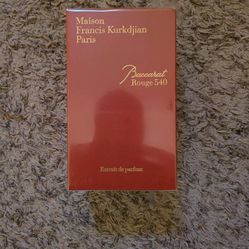 Maison
Francis Kurkdjian
Paris
Baccarat
Rouge 540
Extrait de parfum